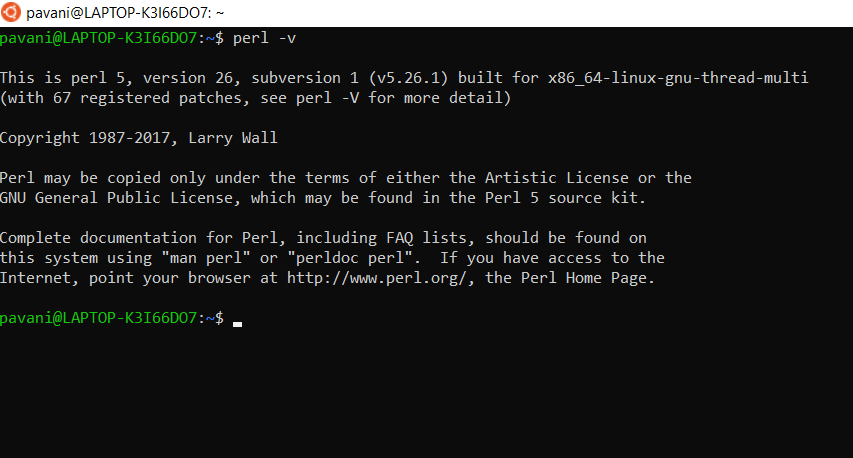 pavani@LAPTOP-K3I66DO7: ~
pavani@LAPTOP-K3I66DO7:~$ perl -v
This is perl 5, version 26, subversion 1 (v5.26.1) built for x86_64-linux-gnu-thread-multi
(with 67 registered patches, see perl -V for more detail)
Copyright 1987-2017, Larry Wall
Perl may be copied only under the terms of either the Artistic License or the
GNU General Public License, which may be found in the Perl 5 source kit.
Complete documentation for Perl, including FAQ lists, should be found on
this system using "man perl" or "perldoc perl".  If you have access to the
Internet, point your browser at http://www.perl.org/, the Perl Home Page.
pavani@LAPTOP-K3I66DO7:~$